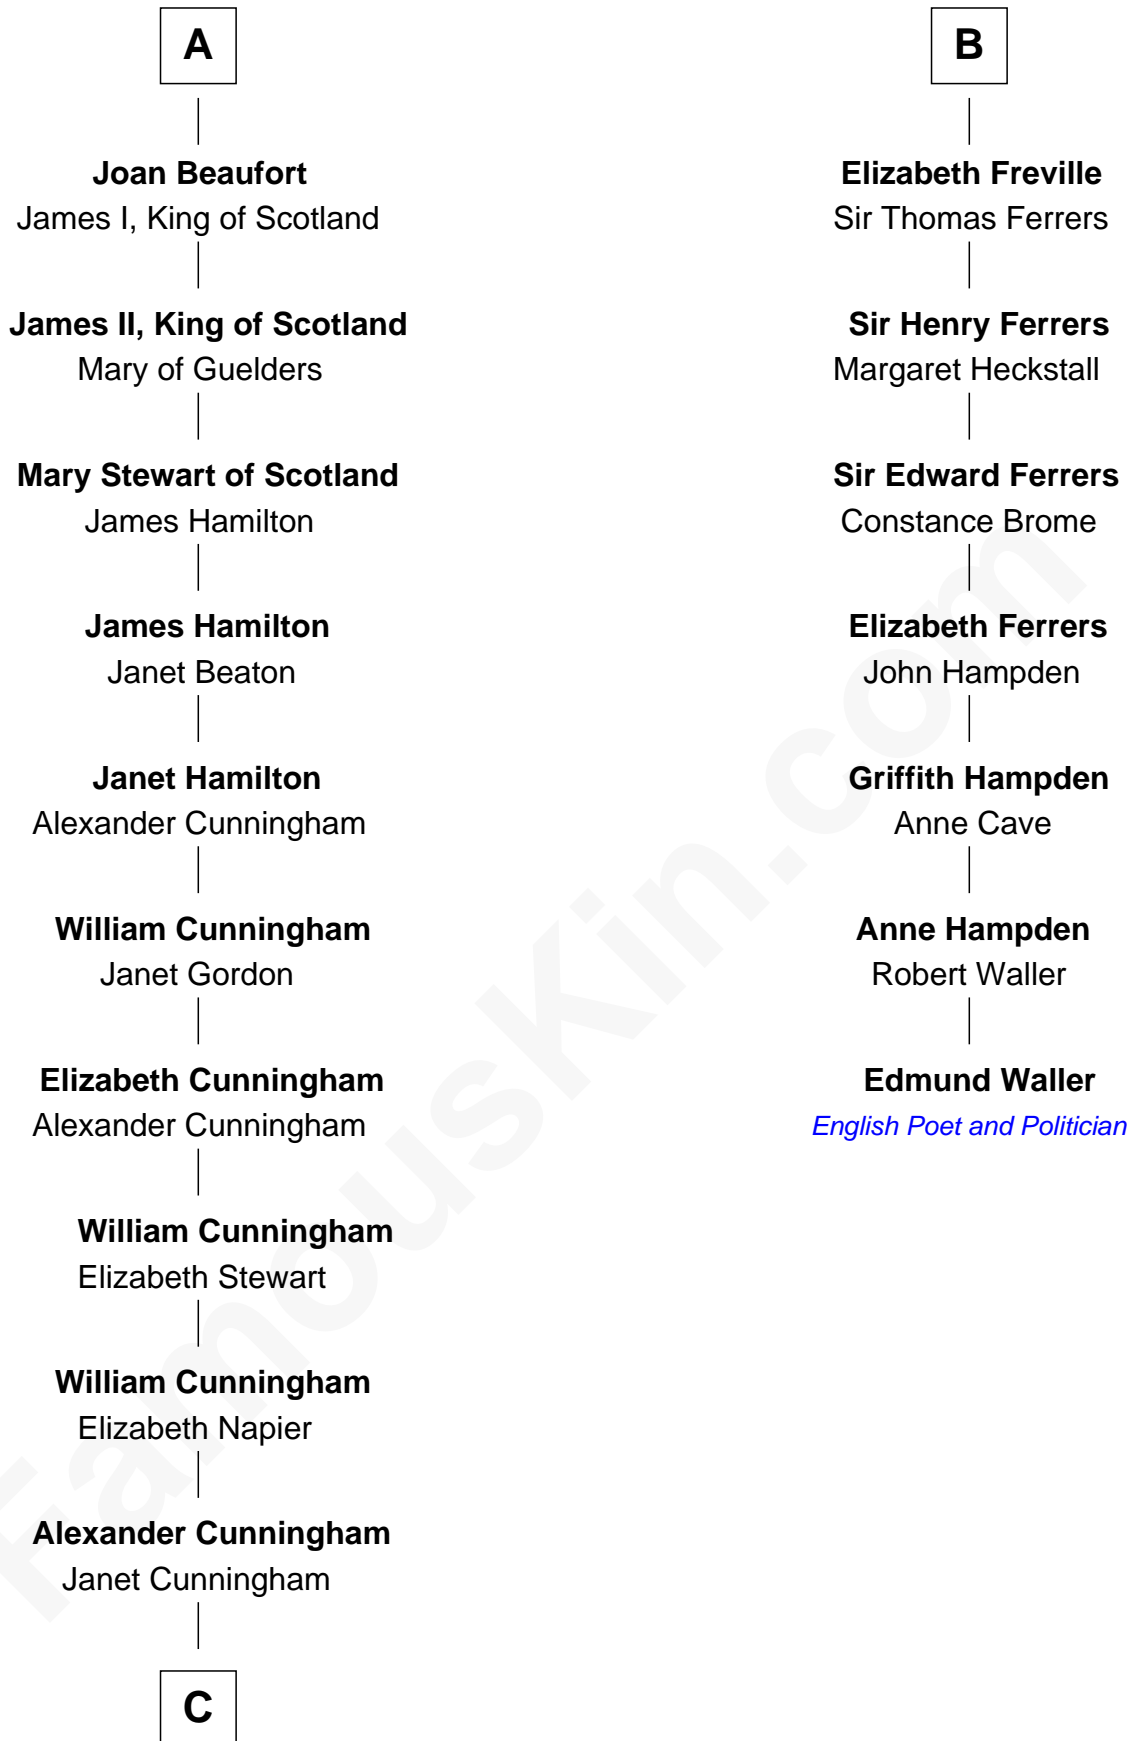 A
Joan Beaufort
James I, King of Scotland
James II, King of Scotland
Mary of Guelders
Mary Stewart of Scotland
James Hamilton
James Hamilton
Janet Beaton
Janet Hamilton
Alexander Cunningham
William Cunningham
Janet Gordon
Elizabeth Cunningham
Alexander Cunningham
William Cunningham
Elizabeth Stewart
William Cunningham
Elizabeth Napier
Alexander Cunningham
Janet Cunningham
C
B
Elizabeth Freville
Sir Thomas Ferrers
Sir Henry Ferrers
Margaret Heckstall
Sir Edward Ferrers
Constance Brome
Elizabeth Ferrers
John Hampden
Griffith Hampden
Anne Cave
Anne Hampden
Robert Waller
Edmund Waller
English Poet and Politician
FamousKin.com